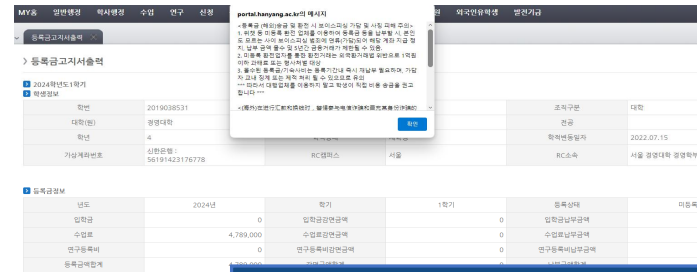 MY홈 일반행정 학사행정 수업 연구 신청 외국인유학생 발전기금
등록금고지서출력
portal.hanyang.ac.kr의 메시지
<등록금 (해외)송금 및 환전 시 보이스피싱 가담 및 사칭 피해 주의>
1. 위챗 등 미등록 환전 업체를 이용하여 등록금 등을 납부할 시, 본인
도 모르는 사이 보이스피싱 범죄에 연루(가담)되어 해당 계좌 지급 정
지, 납부 금액 몰수 및 5년간 금융거래가 제한될 수 있음.
2. 미등록 환전업자를 통한 환전거래는 외국환거래법 위반으로 1억원
이하 과태료 또는 형사처벌 대상
3. 몰수된 등록금/기숙사비는 등록기간내 즉시 재납부 필요하며, 가담
자 교내 징계 또는 제적 처리 될 수 있으므로 유의
*** 따라서 대행업체를 이용하지 말고 학생이 직접 비용 송금을 권고
합니다 ***
확인
등록금고지서출력
2024학년도1학기
학생정보
학번 2019038531 조직구분 대학
대학(원) 경영대학 전공
학년 4 학적변동일자 2022.07.15
가상계좌번호 신한은행 :
56191423176778 RC캠퍼스 서울 RC소속 서울 경영대학 경영학부
등록금정보
년도 2024년 학기 1학기 등록상태 미등록
입학금 0 입학금감면금액 0 입학금납부금액
수업료 4,789,000 수업료감면금액 0 수업료납부금액
연구등록비 0 연구등록비감면금액 0 연구등록비납부금액
등록금액합계